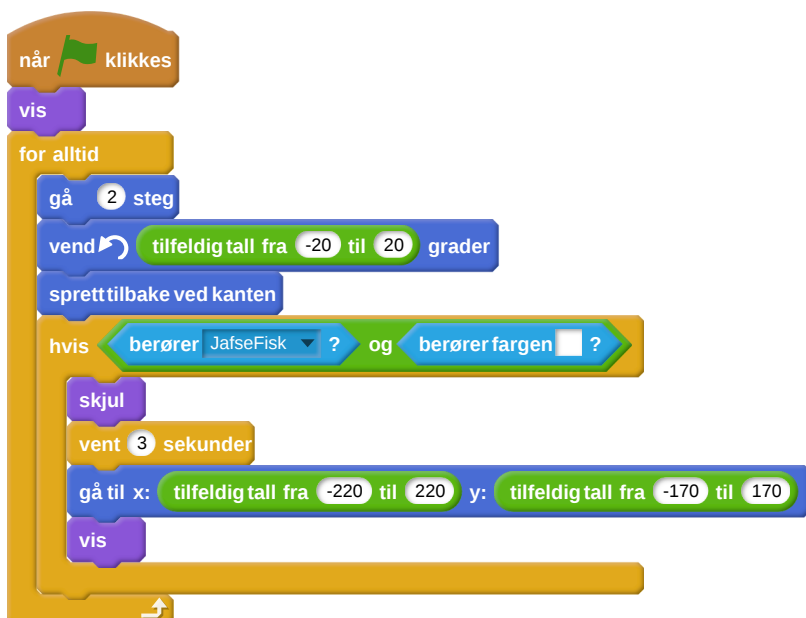 når klikkes
vis
for alltid
gå 2 steg
vend tilfeldig tall fra -20 til 20 grader
sprett tilbake ved kanten
hvis berører JafseFisk ? og berører fargen ?
skjul
vent 3 sekunder
gå til x: tilfeldig tall fra -220 til 220 y: tilfeldig tall fra -170 til 170
vis